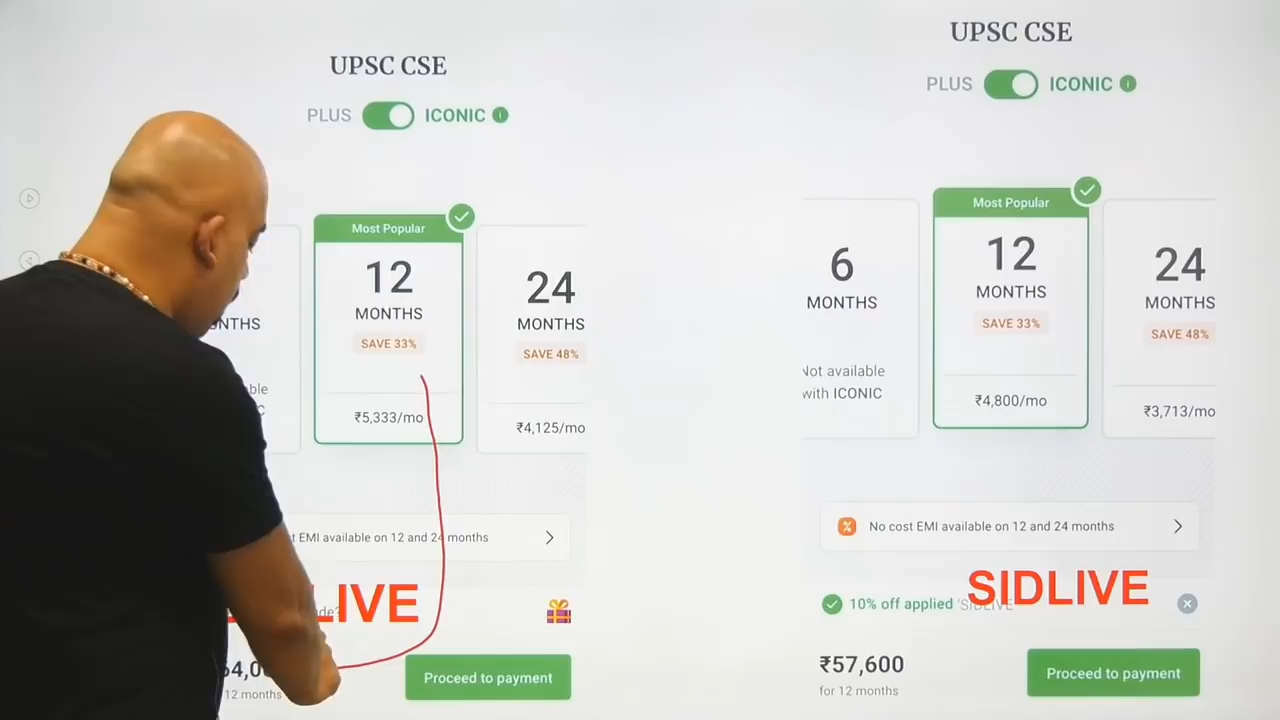 UPSC CSE
PLUS ICONIC
Most Popular
12
MONTHS
SAVE 33%
₹5,333/mo
24
MONTHS
SAVE 48%
₹4,125/mo
EMI available on 12 and 24 months
LIVE
12 months
Proceed to payment
UPSC CSE
PLUS ICONIC
6
MONTHS
Not available
with ICONIC
Most Popular
12
MONTHS
SAVE 33%
₹4,800/mo
24
MONTHS
SAVE 48%
₹3,713/mo
No cost EMI available on 12 and 24 months
SIDLIVE
10% off applied 'SIDLIVE'
₹57,600
for 12 months
Proceed to payment